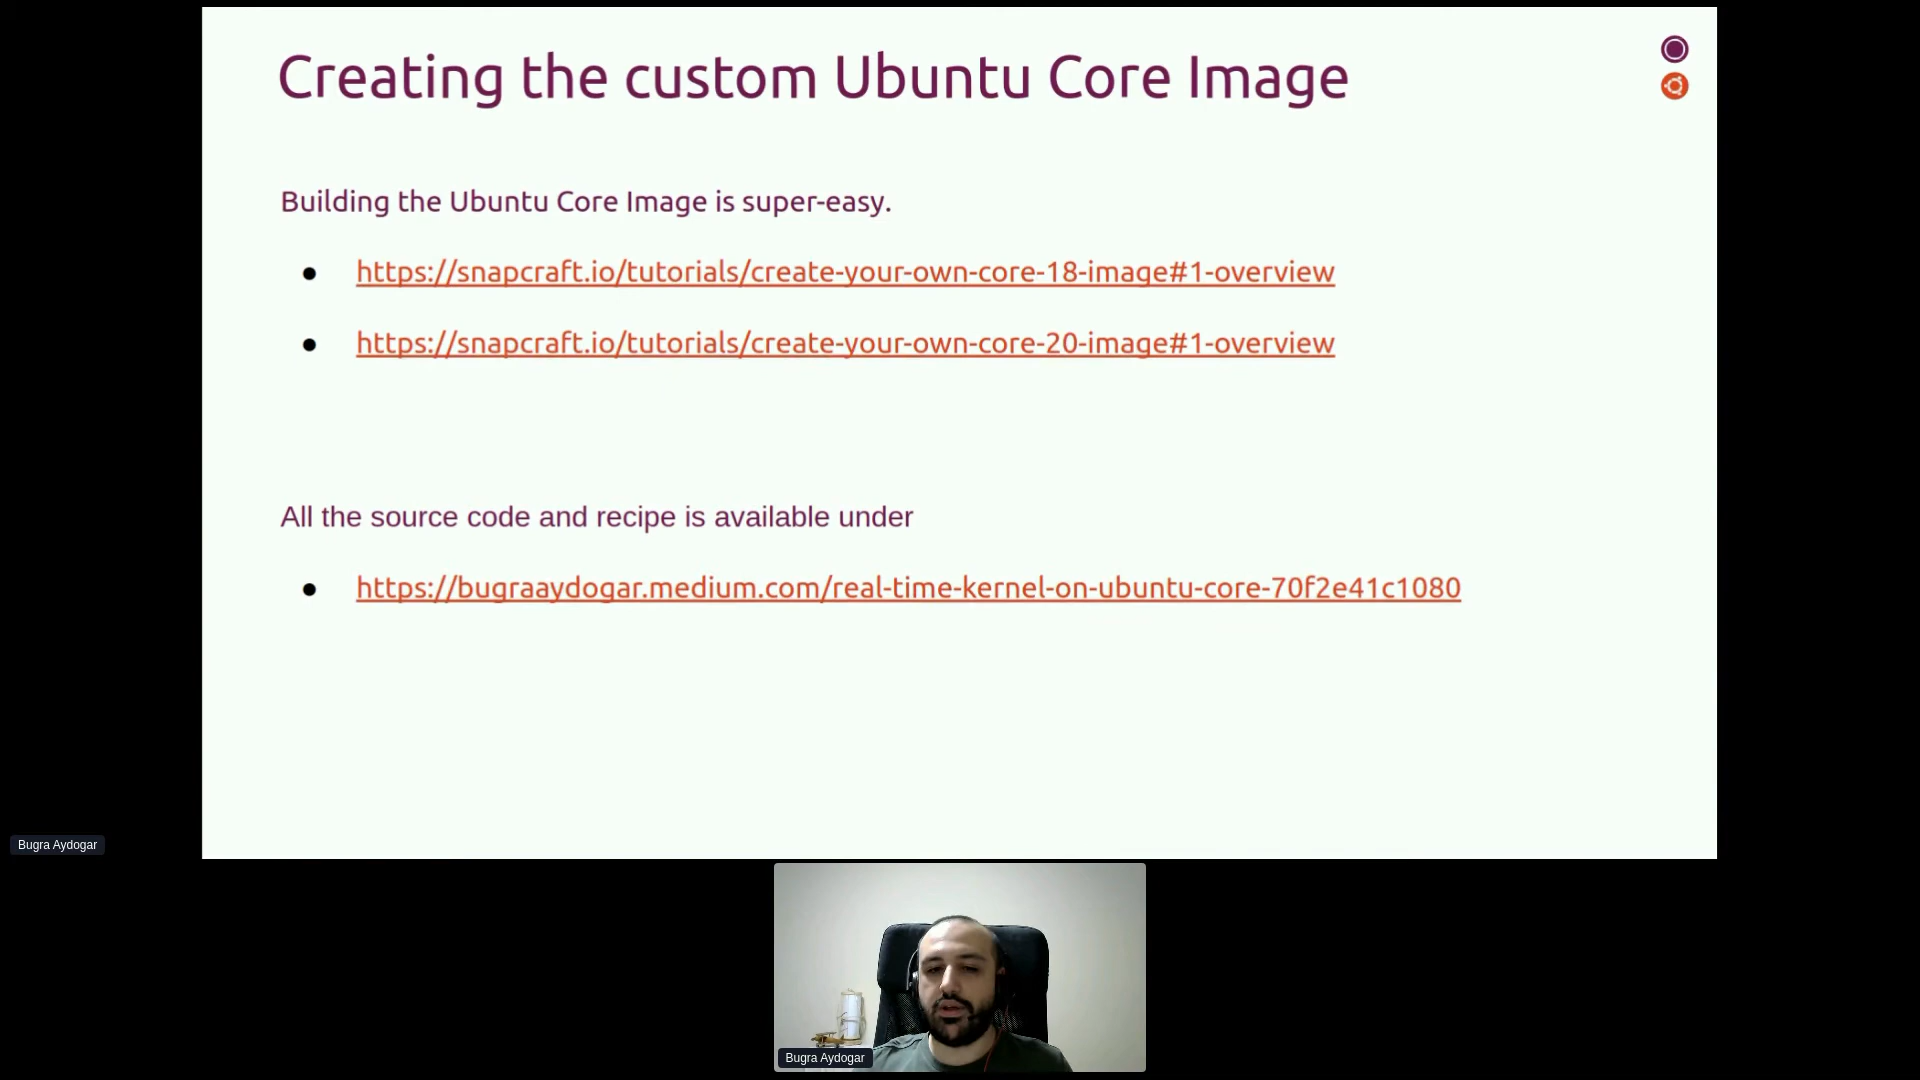 Creating the custom Ubuntu Core Image
Building the Ubuntu Core Image is super-easy.
● https://snapcraft.io/tutorials/create-your-own-core-18-image#1-overview
● https://snapcraft.io/tutorials/create-your-own-core-20-image#1-overview
All the source code and recipe is available under
● https://bugraaydogar.medium.com/real-time-kernel-on-ubuntu-core-70f2e41c1080
Bugra Aydogar
Bugra Aydogar